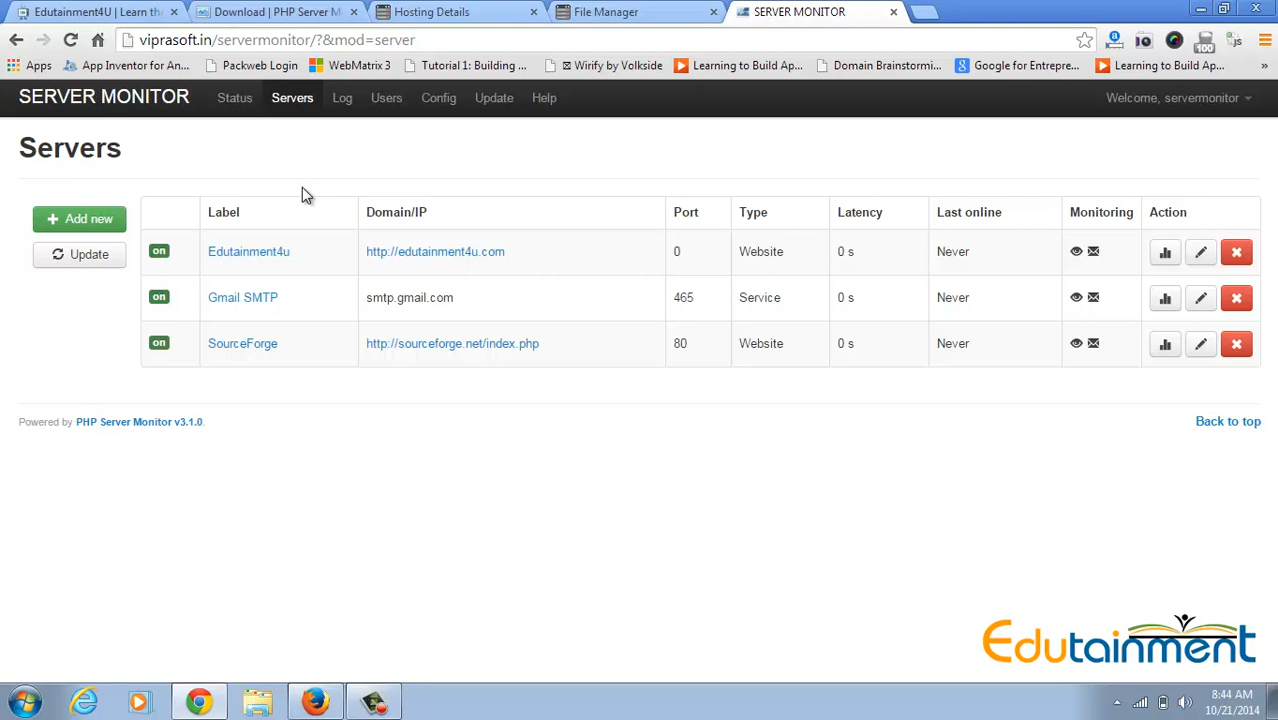 Edutainment4U | Learn the
Download | PHP Server M
Hosting Details
File Manager
SERVER MONITOR
viprasoft.in/servermonitor/?&mod=server
100
js
Apps
App Inventor for An...
Packweb Login
WebMatrix 3
Tutorial 1: Building ...
Wirify by Volkside
Learning to Build Ap...
Domain Brainstormi...
Google for Entrepre...
Learning to Build Ap...
»
SERVER MONITOR Status Servers Log Users Config Update Help Welcome, servermonitor
Servers
Add new
Update
Label Domain/IP Port Type Latency Last online Monitoring Action
on Edutainment4u http://edutainment4u.com 0 Website 0 s Never
on Gmail SMTP smtp.gmail.com 465 Service 0 s Never
on SourceForge http://sourceforge.net/index.php 80 Website 0 s Never
Powered by PHP Server Monitor v3.1.0. Back to top
Edutainment
8:44 AM
10/21/2014